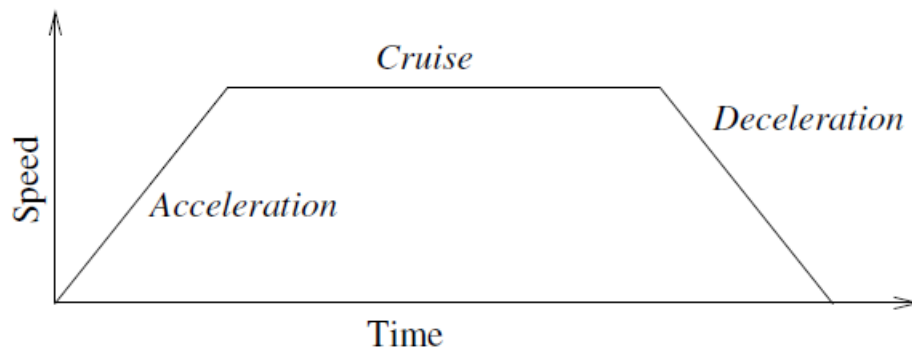 Cruise
Deceleration
Speed
Acceleration
Time